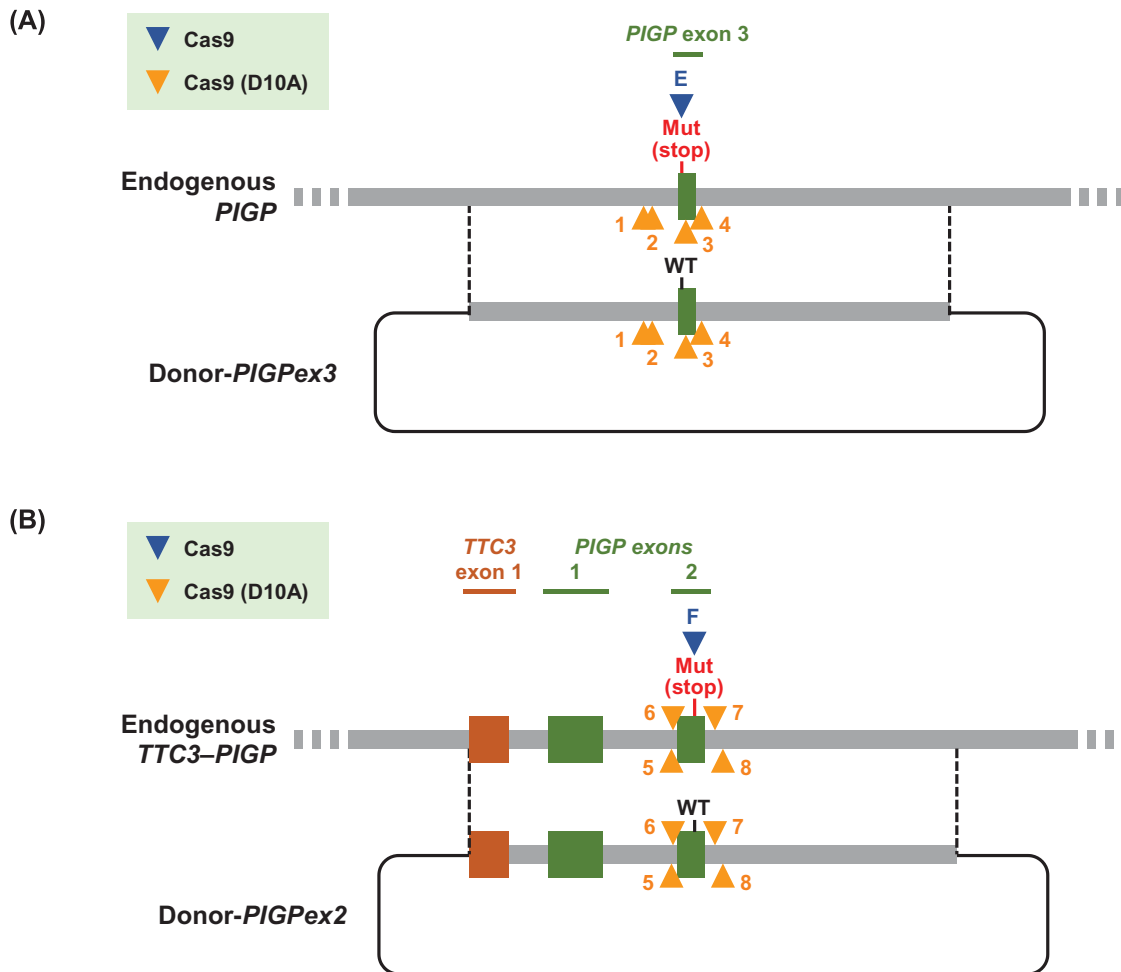 (A)
Cas9
Cas9 (D10A)
PIGP exon 3
E
Mut
(stop)
Endogenous
PIGP
1
2
3
4
WT
1
2
3
4
Donor-PIGPex3
(B)
Cas9
Cas9 (D10A)
TTC3
exon 1
PIGP exons
1
2
F
Mut
(stop)
6
7
Endogenous
TTC3–PIGP
5
8
WT
6
7
5
8
Donor-PIGPex2